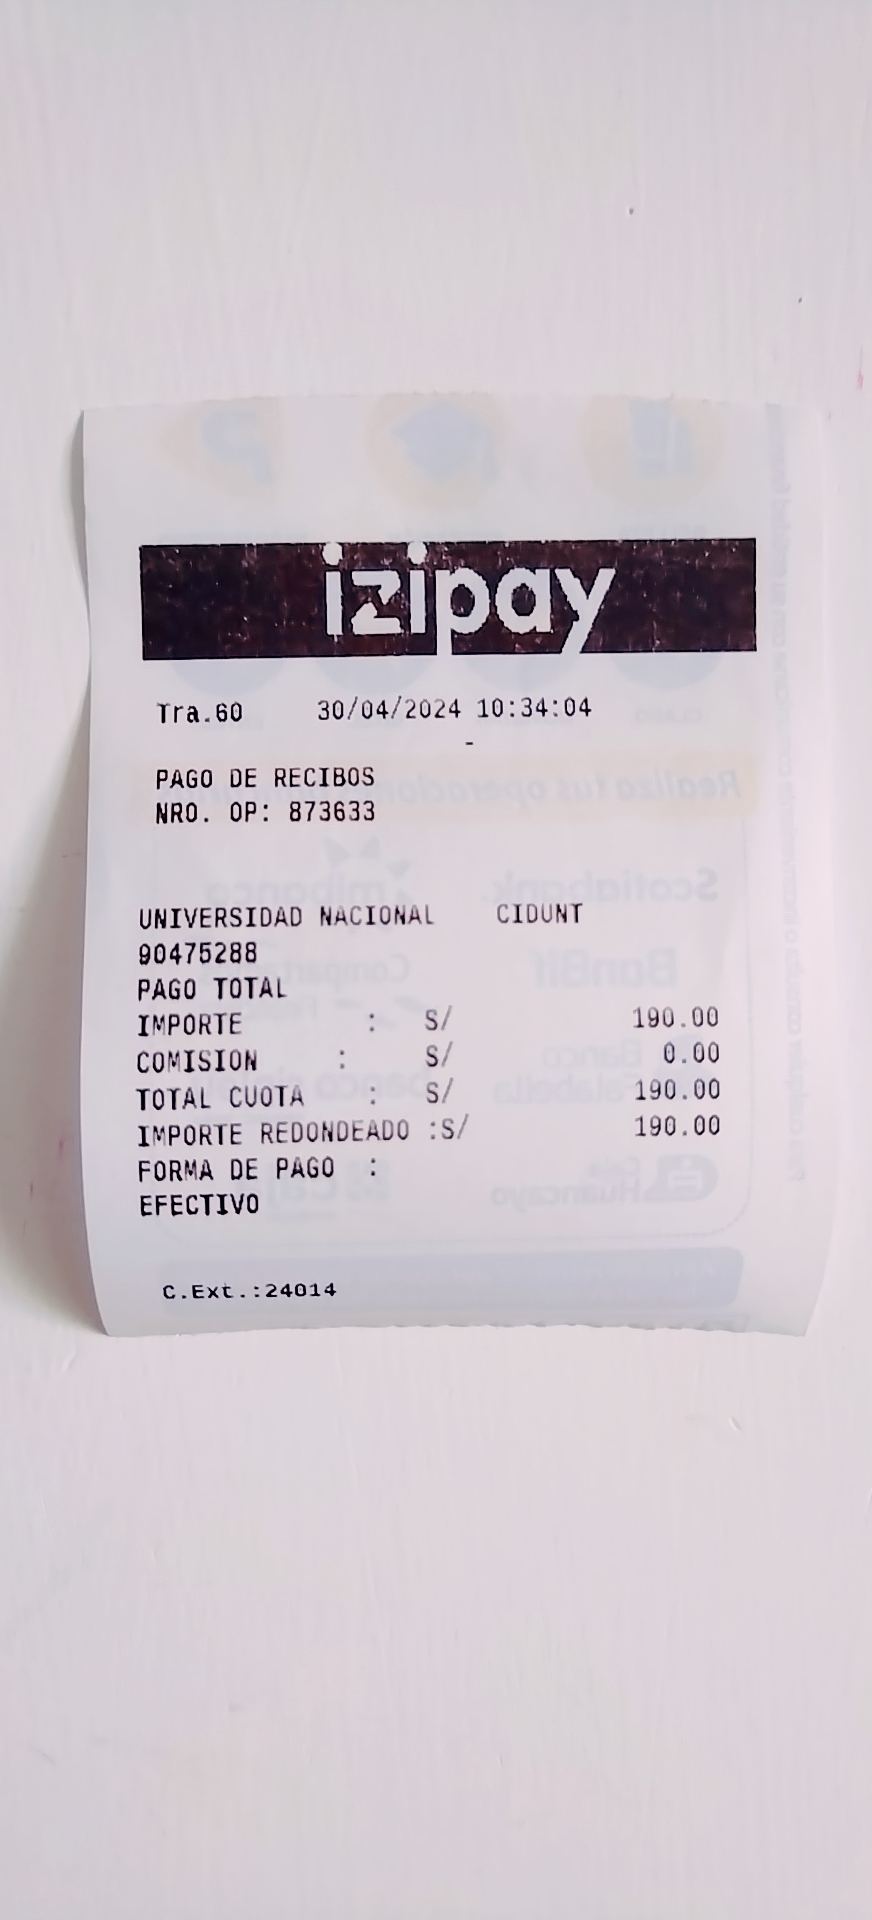 izipay
Tra.60 30/04/2024 10:34:04
-
PAGO DE RECIBOS
NRO. OP: 873633
UNIVERSIDAD NACIONAL CIDUNT
90475288
PAGO TOTAL
IMPORTE : S/ 190.00
COMISION : S/ 0.00
TOTAL CUOTA : S/ 190.00
IMPORTE REDONDEADO :S/ 190.00
FORMA DE PAGO :
EFECTIVO
C.Ext.:24014